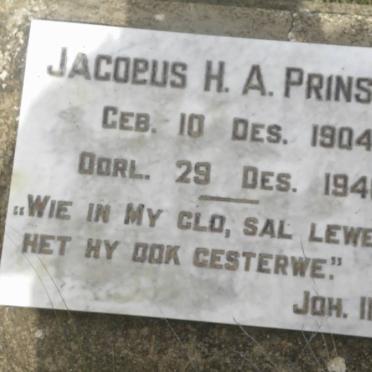 JACOBUS H. A. PRINS
GEB. 10 DES. 1904
OORL. 29 DES. 194
„WIE IN MY GLO, SAL LEWE
HET HY OOK GESTERWE."
JOH. 11